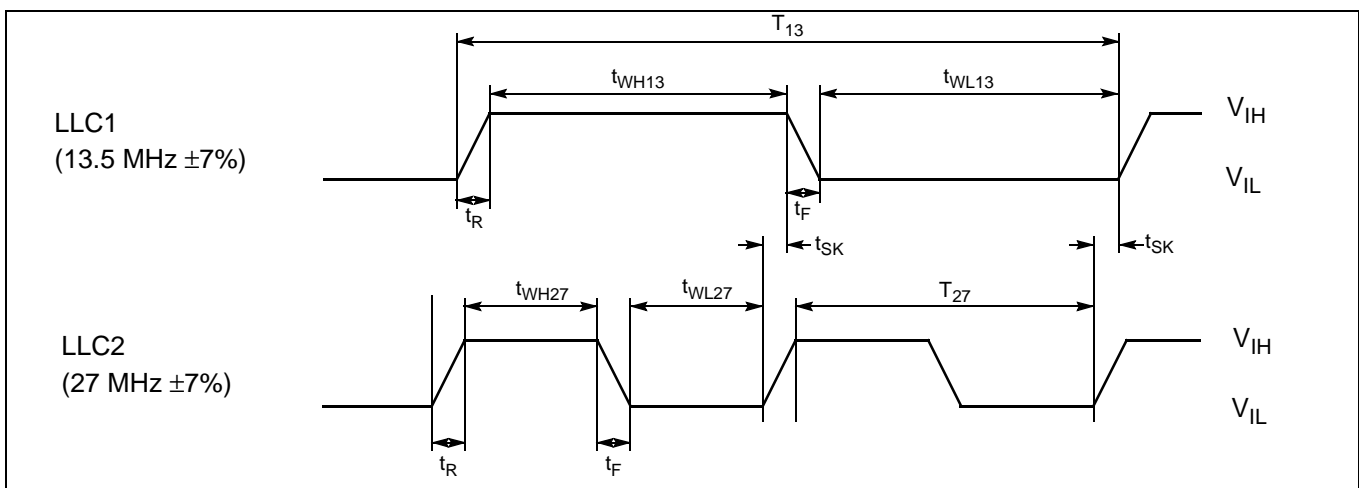 T13
tWH13
tWL13
LLC1
(13.5 MHz ±7%)
VIH
VIL
tR
tF
tSK
tSK
tWH27
tWL27
T27
LLC2
(27 MHz ±7%)
VIH
VIL
tR
tF